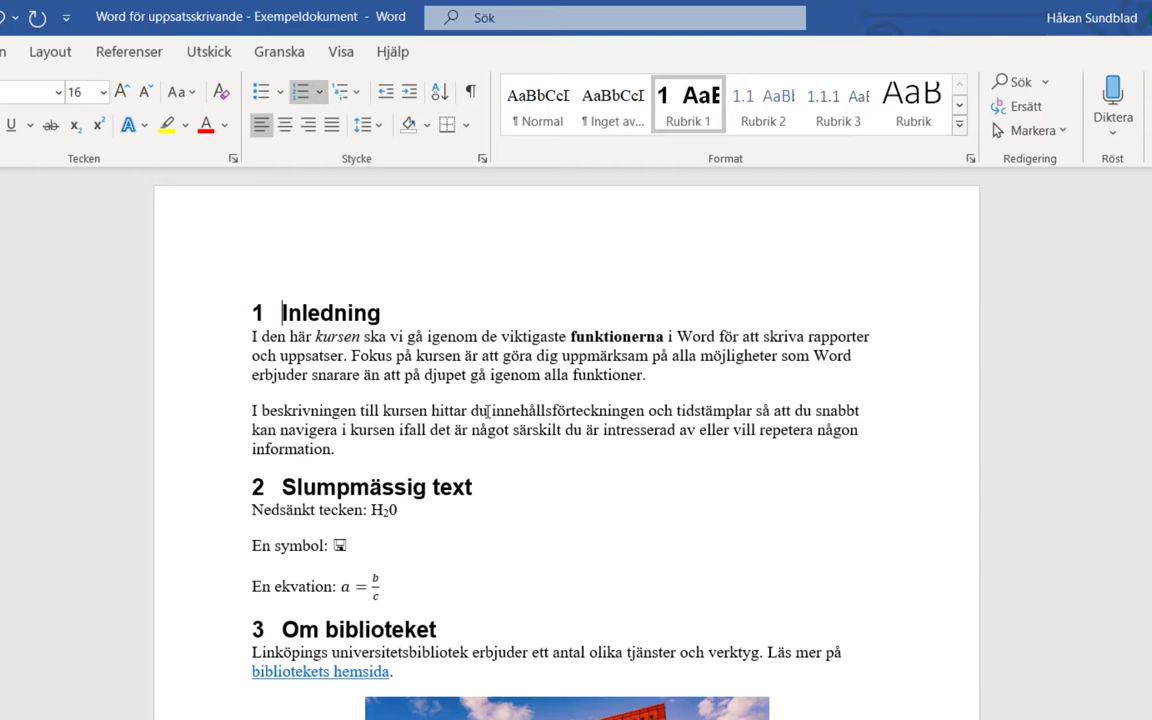 Word för uppsatsskrivande - Exempeldokument - Word
Sök
Håkan Sundblad
n Layout Referenser Utskick Granska Visa Hjälp
16 Aa
AaBbCcI AaBbCcI 1 AaE 1.1 AaBl 1.1.1 Aaf AaB
¶ Normal ¶ Inget av... Rubrik 1 Rubrik 2 Rubrik 3 Rubrik
Sök
Ersätt
Markera
Diktera
U ab x₂ x² A A
Tecken Stycke Format Redigering Röst
1 Inledning
I den här kursen ska vi gå igenom de viktigaste funktionerna i Word för att skriva rapporter
och uppsatser. Fokus på kursen är att göra dig uppmärksam på alla möjligheter som Word
erbjuder snarare än att på djupet gå igenom alla funktioner.
I beskrivningen till kursen hittar du innehållsförteckningen och tidstämplar så att du snabbt
kan navigera i kursen ifall det är något särskilt du är intresserad av eller vill repetera någon
information.
2 Slumpmässig text
Nedsänkt tecken: H₂0
En symbol: 🖫
En ekvation: a = b/c
3 Om biblioteket
Linköpings universitetsbibliotek erbjuder ett antal olika tjänster och verktyg. Läs mer på
bibliotekets hemsida.